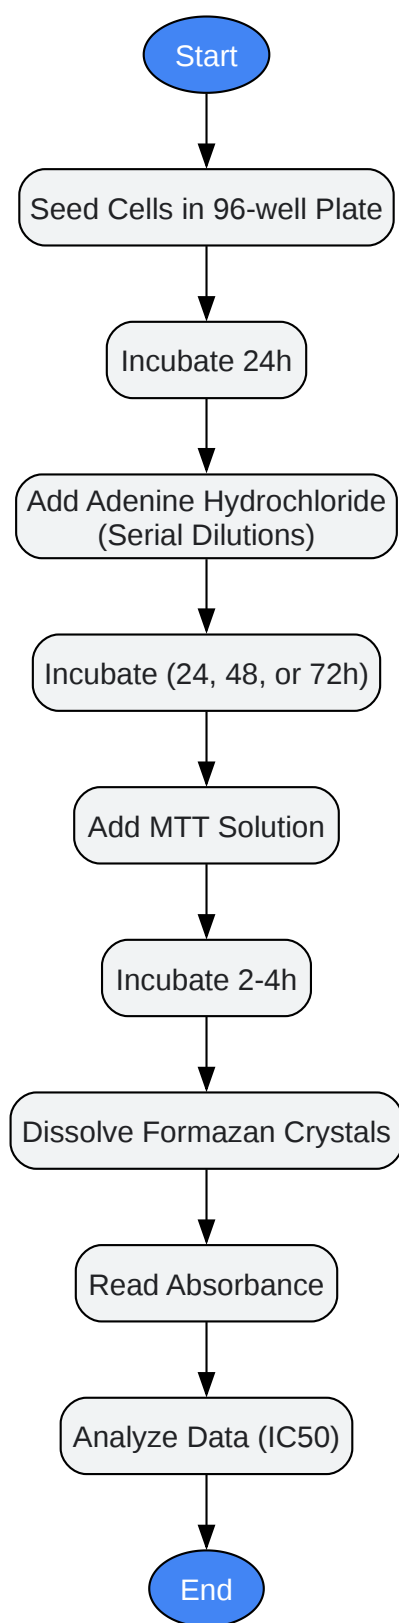 Start
Seed Cells in 96-well Plate
Incubate 24h
Add Adenine Hydrochloride
(Serial Dilutions)
Incubate (24, 48, or 72h)
Add MTT Solution
Incubate 2-4h
Dissolve Formazan Crystals
Read Absorbance
Analyze Data (IC50)
End